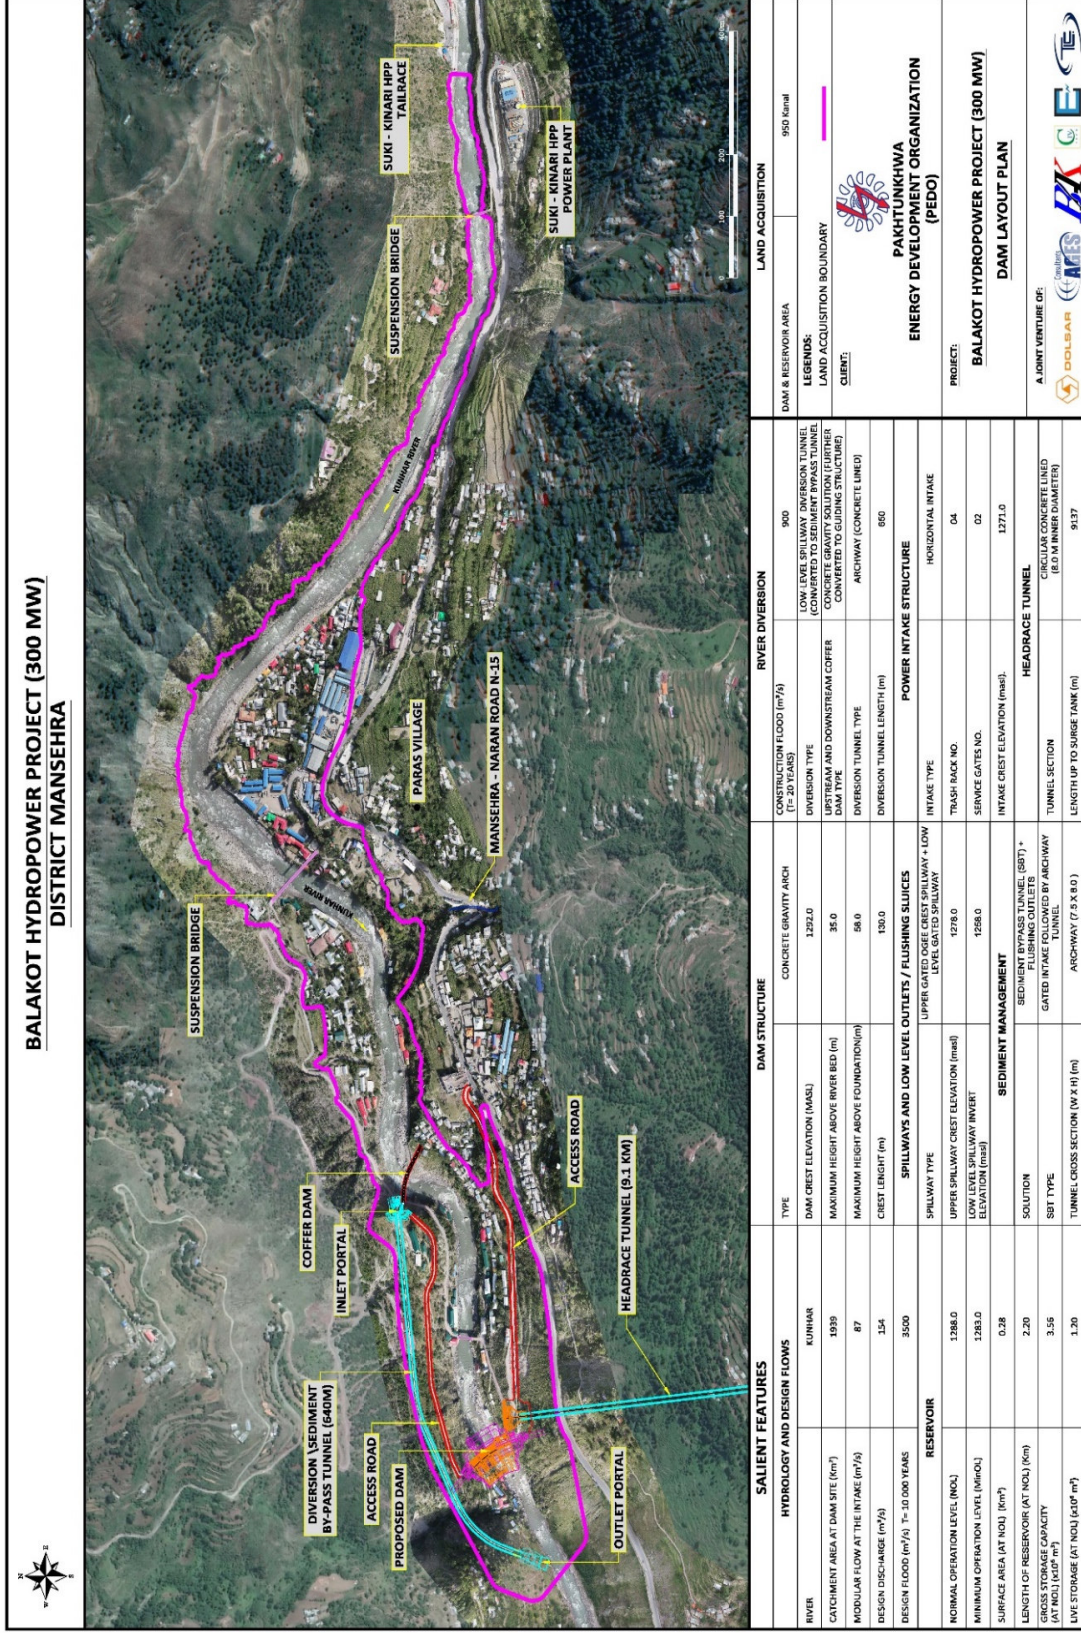 BALAKOT HYDROPOWER PROJECT (300 MW)
DISTRICT MANSEHRA
N
E
S
W
SUSPENSION BRIDGE
SUKI - KINARI HPP
TAILRACE
SUSPENSION BRIDGE
SUKI - KINARI HPP
POWER PLANT
KUNHAR RIVER
KUNHAR RIVER
COFFER DAM
INLET PORTAL
DIVERSION \SEDIMENT
BY-PASS TUNNEL (640M)
ACCESS ROAD
PROPOSED DAM
PARAS VILLAGE
MANSEHRA - NARAN ROAD N-15
ACCESS ROAD
HEADRACE TUNNEL (9.1 KM)
OUTLET PORTAL
0
100
200
SALIENT FEATURES
HYDROLOGY AND DESIGN FLOWS
RIVER KUNHAR
CATCHMENT AREA AT DAM SITE (Km²) 1939
MODULAR FLOW AT THE INTAKE (m³/s) 87
DESIGN DISCHARGE (m³/s) 154
DESIGN FLOOD (m³/s) T= 10 000 YEARS 3500
RESERVOIR
NORMAL OPERATION LEVEL (NOL) 1288.0
MINIMUM OPERATION LEVEL (MinOL) 1283.0
SURFACE AREA (AT NOL) (Km²) 0.28
LENGTH OF RESERVOIR (AT NOL) (Km) 2.20
GROSS STORAGE CAPACITY
(AT NOL) (x10⁶ m³) 3.56
LIVE STORAGE (AT NOL) (x10⁶ m³) 1.20
DAM STRUCTURE
TYPE CONCRETE GRAVITY ARCH
DAM CREST ELEVATION (MASL) 1292.0
MAXIMUM HEIGHT ABOVE RIVER BED (m) 35.0
MAXIMUM HEIGHT ABOVE FOUNDATION(m) 58.0
CREST LENGHT (m) 130.0
SPILLWAYS AND LOW LEVEL OUTLETS / FLUSHING SLUICES
SPILLWAY TYPE UPPER GATED OGEE CREST SPILLWAY + LOW
LEVEL GATED SPILLWAY
UPPER SPILLWAY CREST ELEVATION (masl) 1278.0
LOW LEVEL SPILLWAY INVERT
ELEVATION (masl) 1258.0
SEDIMENT MANAGEMENT
SOLUTION SEDIMENT BYPASS TUNNEL (SBT) +
FLUSHING OUTLETS
SBT TYPE GATED INTAKE FOLLOWED BY ARCHWAY
TUNNEL
TUNNEL CROSS SECTION (W X H) (m) ARCHWAY (7.5 X 8.0 )
RIVER DIVERSION
CONSTRUCTION FLOOD (m³/s)
(T= 20 YEARS) 900
DIVERSION TYPE LOW-LEVEL SPILLWAY DIVERSION TUNNEL
(CONVERTED TO SEDIMENT BYPASS TUNNEL
UPSTREAM AND DOWNSTREAM COFFER
DAM TYPE CONCRETE GRAVITY SOLUTION (FURTHER
CONVERTED TO GUIDING STRUCTURE)
DIVERSION TUNNEL TYPE ARCHWAY (CONCRETE LINED)
DIVERSION TUNNEL LENGTH (m) 660
POWER INTAKE STRUCTURE
INTAKE TYPE HORIZONTAL INTAKE
TRASH RACK NO. 04
SERVICE GATES NO. 02
INTAKE CREST ELEVATION (masl). 1271.0
HEADRACE TUNNEL
TUNNEL SECTION CIRCULAR CONCRETE LINED
(8.0 M INNER DIAMETER)
LENGTH UP TO SURGE TANK (m) 9137
LAND ACQUISITION
DAM & RESERVOIR AREA 950 Kanal
LEGENDS:
LAND ACQUISITION BOUNDARY
CLIENT:
PAKHTUNKHWA
ENERGY DEVELOPMENT ORGANIZATION
(PEDO)
PROJECT:
BALAKOT HYDROPOWER PROJECT (300 MW)
DAM LAYOUT PLAN
A JOINT VENTURE OF:
DOLSAR
Consultants
AGES
BAK